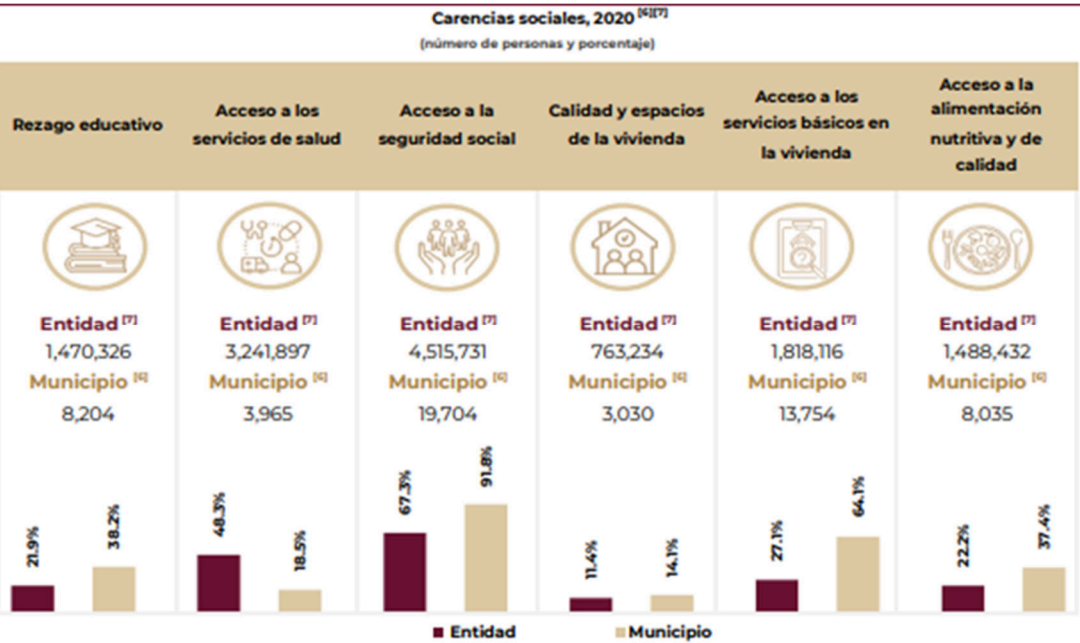 Carencias sociales, 2020 [6][7]
(número de personas y porcentaje)
Rezago educativo
Acceso a los
servicios de salud
Acceso a la
seguridad social
Calidad y espacios
de la vivienda
Acceso a los
servicios básicos en
la vivienda
Acceso a la
alimentación
nutritiva y de
calidad
Entidad [7]
1,470,326
Municipio [6]
8,204
21.9%
38.2%
Entidad [7]
3,241,897
Municipio [6]
3,965
48.3%
18.5%
Entidad [7]
4,515,731
Municipio [6]
19,704
67.3%
91.8%
Entidad [7]
763,234
Municipio [6]
3,030
11.4%
14.1%
Entidad [7]
1,818,116
Municipio [6]
13,754
27.1%
64.1%
Entidad [7]
1,488,432
Municipio [6]
8,035
22.2%
37.4%
Entidad
Municipio